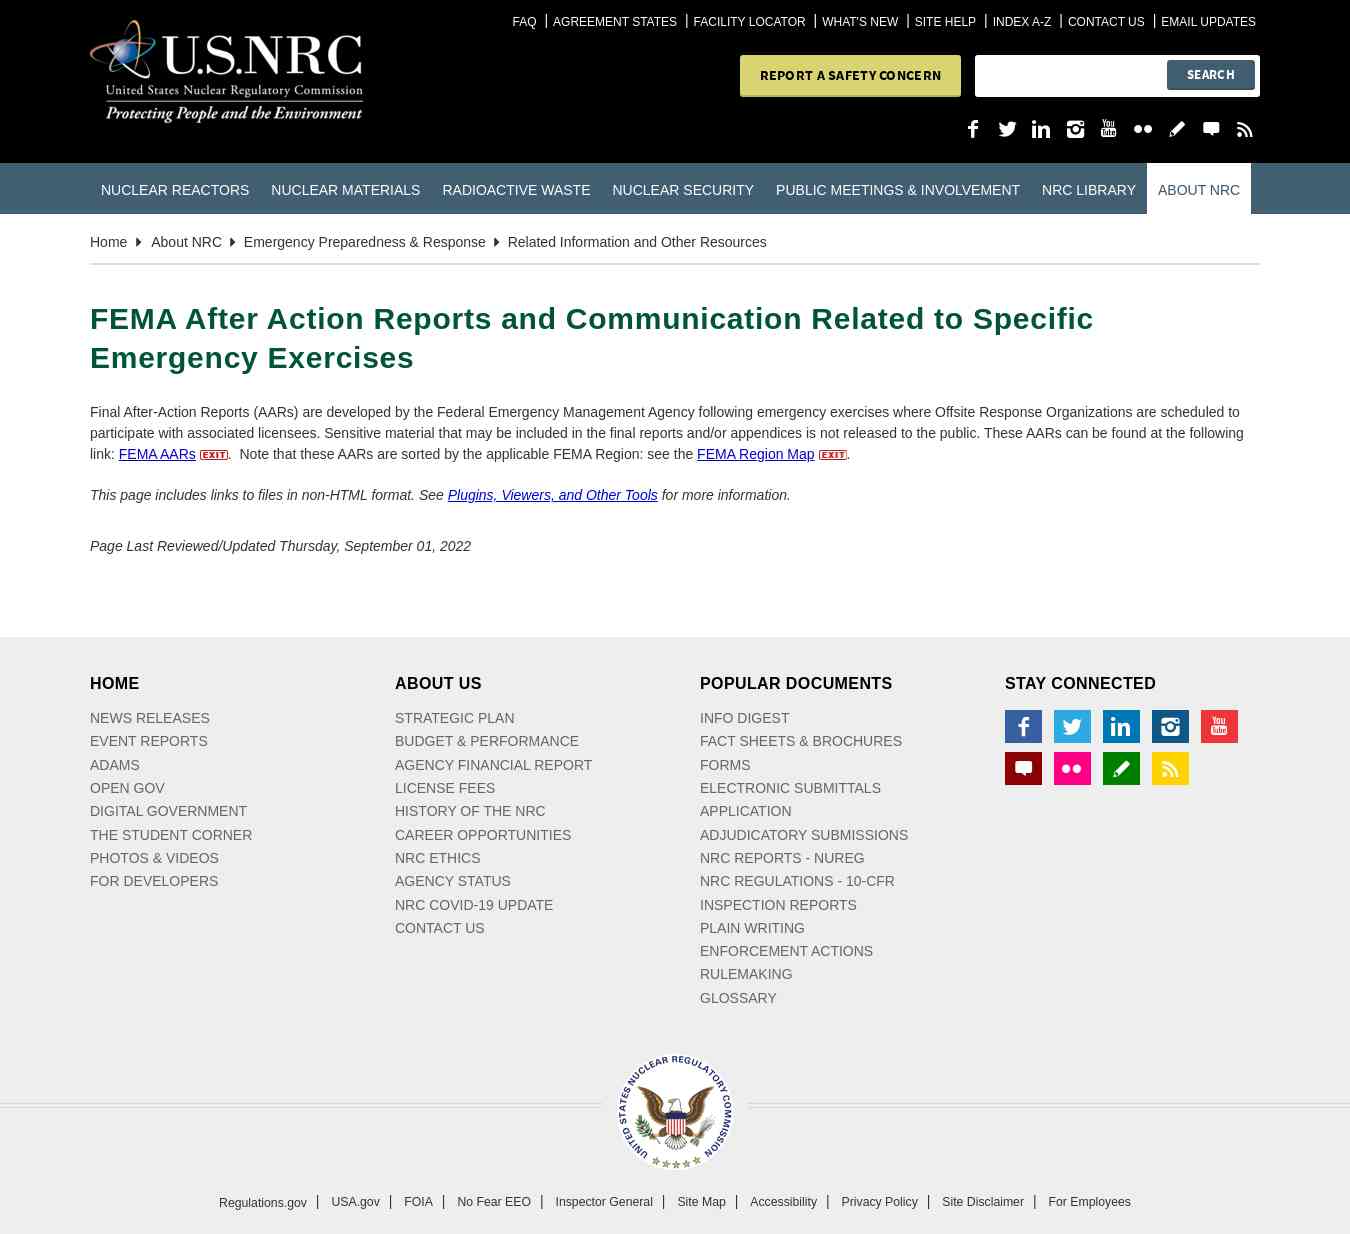 FAQ | AGREEMENT STATES | FACILITY LOCATOR | WHAT'S NEW | SITE HELP | INDEX A-Z | CONTACT US | EMAIL UPDATES
U.S.NRC
United States Nuclear Regulatory Commission
Protecting People and the Environment
REPORT A SAFETY CONCERN
SEARCH
You
Tube
NUCLEAR REACTORS NUCLEAR MATERIALS RADIOACTIVE WASTE NUCLEAR SECURITY PUBLIC MEETINGS & INVOLVEMENT NRC LIBRARY ABOUT NRC
Home About NRC Emergency Preparedness & Response Related Information and Other Resources
FEMA After Action Reports and Communication Related to Specific
Emergency Exercises
Final After-Action Reports (AARs) are developed by the Federal Emergency Management Agency following emergency exercises where Offsite Response Organizations are scheduled to
participate with associated licensees. Sensitive material that may be included in the final reports and/or appendices is not released to the public. These AARs can be found at the following
link: FEMA AARs EXIT. Note that these AARs are sorted by the applicable FEMA Region: see the FEMA Region Map EXIT.
This page includes links to files in non-HTML format. See Plugins, Viewers, and Other Tools for more information.
Page Last Reviewed/Updated Thursday, September 01, 2022
HOME
NEWS RELEASES
EVENT REPORTS
ADAMS
OPEN GOV
DIGITAL GOVERNMENT
THE STUDENT CORNER
PHOTOS & VIDEOS
FOR DEVELOPERS
ABOUT US
STRATEGIC PLAN
BUDGET & PERFORMANCE
AGENCY FINANCIAL REPORT
LICENSE FEES
HISTORY OF THE NRC
CAREER OPPORTUNITIES
NRC ETHICS
AGENCY STATUS
NRC COVID-19 UPDATE
CONTACT US
POPULAR DOCUMENTS
INFO DIGEST
FACT SHEETS & BROCHURES
FORMS
ELECTRONIC SUBMITTALS
APPLICATION
ADJUDICATORY SUBMISSIONS
NRC REPORTS - NUREG
NRC REGULATIONS - 10-CFR
INSPECTION REPORTS
PLAIN WRITING
ENFORCEMENT ACTIONS
RULEMAKING
GLOSSARY
STAY CONNECTED
You
Tube
UNITED STATES NUCLEAR REGULATORY COMMISSION
Regulations.gov | USA.gov | FOIA | No Fear EEO | Inspector General | Site Map | Accessibility | Privacy Policy | Site Disclaimer | For Employees